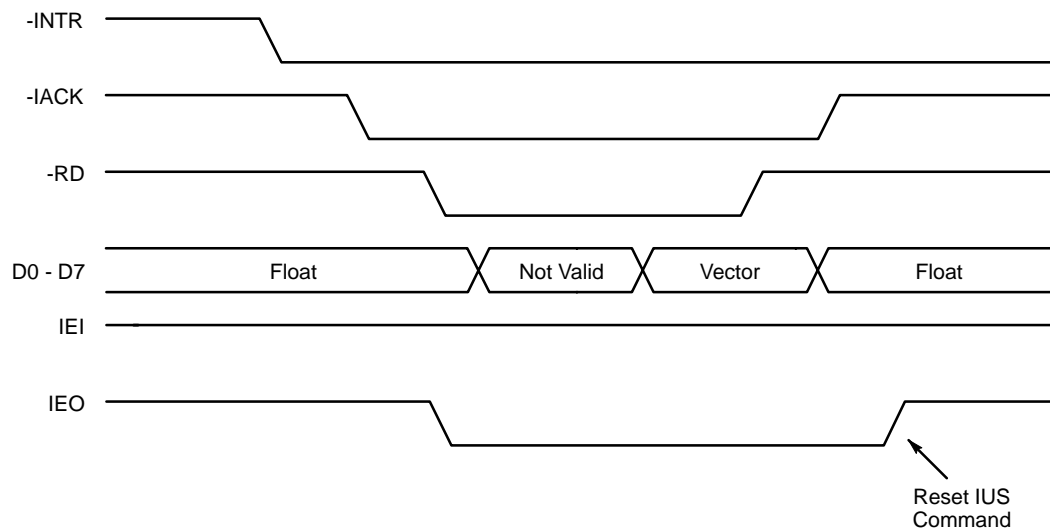 -INTR
-IACK
-RD
D0 - D7 Float Not Valid Vector Float
IEI
IEO
Reset IUS
Command